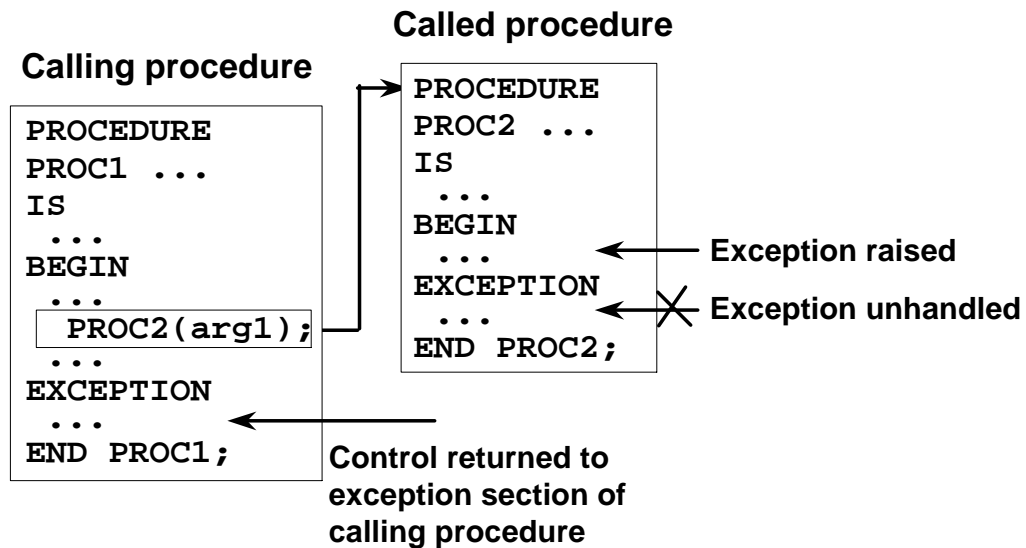 Calling procedure
PROCEDURE
PROC1 ...
IS
...
BEGIN
...
PROC2(arg1);
...
EXCEPTION
...
END PROC1;
Called procedure
PROCEDURE
PROC2 ...
IS
...
BEGIN
...
EXCEPTION
...
END PROC2;
Exception raised
Exception unhandled
Control returned to
exception section of
calling procedure